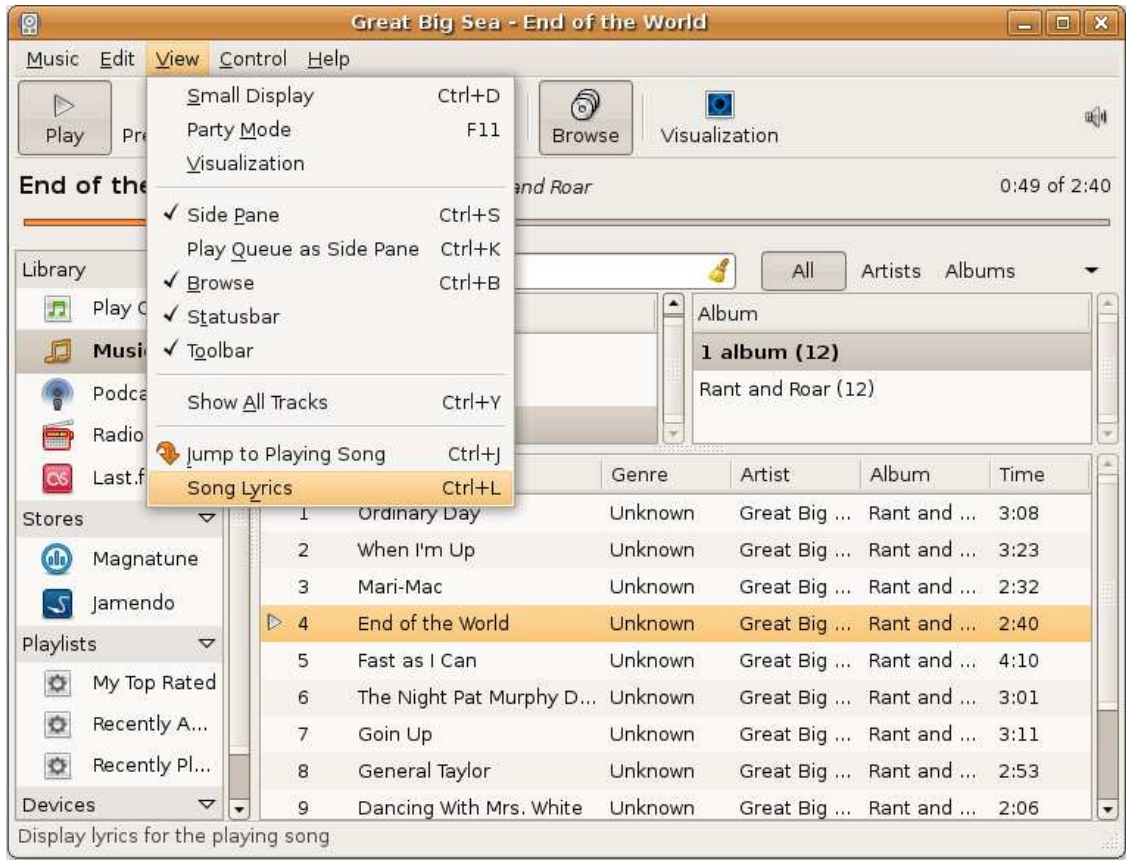 Great Big Sea - End of the World
Music Edit View Control Help
Play Pre Browse Visualization
Small Display Ctrl+D
Party Mode F11
Visualization
Side Pane Ctrl+S
Play Queue as Side Pane Ctrl+K
Browse Ctrl+B
Statusbar
Toolbar
Show All Tracks Ctrl+Y
Jump to Playing Song Ctrl+J
Song Lyrics Ctrl+L
End of the and Roar 0:49 of 2:40
Library
Play
Musi
Podca
Radio
Last.f
Stores
Magnatune
Jamendo
Playlists
My Top Rated
Recently A...
Recently Pl...
Devices
All Artists Albums
Album
1 album (12)
Rant and Roar (12)
Genre Artist Album Time
1 Ordinary Day Unknown Great Big ... Rant and ... 3:08
2 When I'm Up Unknown Great Big ... Rant and ... 3:23
3 Mari-Mac Unknown Great Big ... Rant and ... 2:32
4 End of the World Unknown Great Big ... Rant and ... 2:40
5 Fast as I Can Unknown Great Big ... Rant and ... 4:10
6 The Night Pat Murphy D... Unknown Great Big ... Rant and ... 3:01
7 Goin Up Unknown Great Big ... Rant and ... 3:11
8 General Taylor Unknown Great Big ... Rant and ... 2:53
9 Dancing With Mrs. White Unknown Great Big ... Rant and ... 2:06
Display lyrics for the playing song